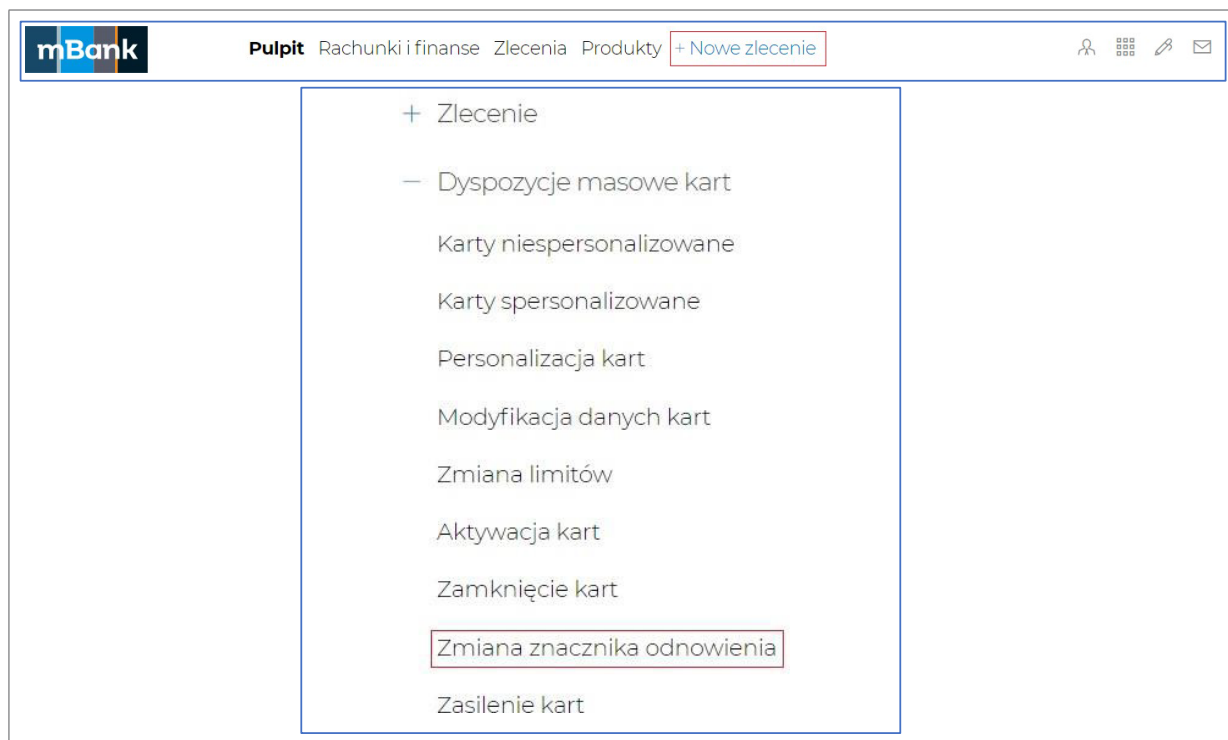 mBank Pulpit Rachunki i finanse Zlecenia Produkty + Nowe zlecenie
+ Zlecenie
− Dyspozycje masowe kart
Karty niespersonalizowane
Karty spersonalizowane
Personalizacja kart
Modyfikacja danych kart
Zmiana limitów
Aktywacja kart
Zamknięcie kart
Zmiana znacznika odnowienia
Zasilenie kart